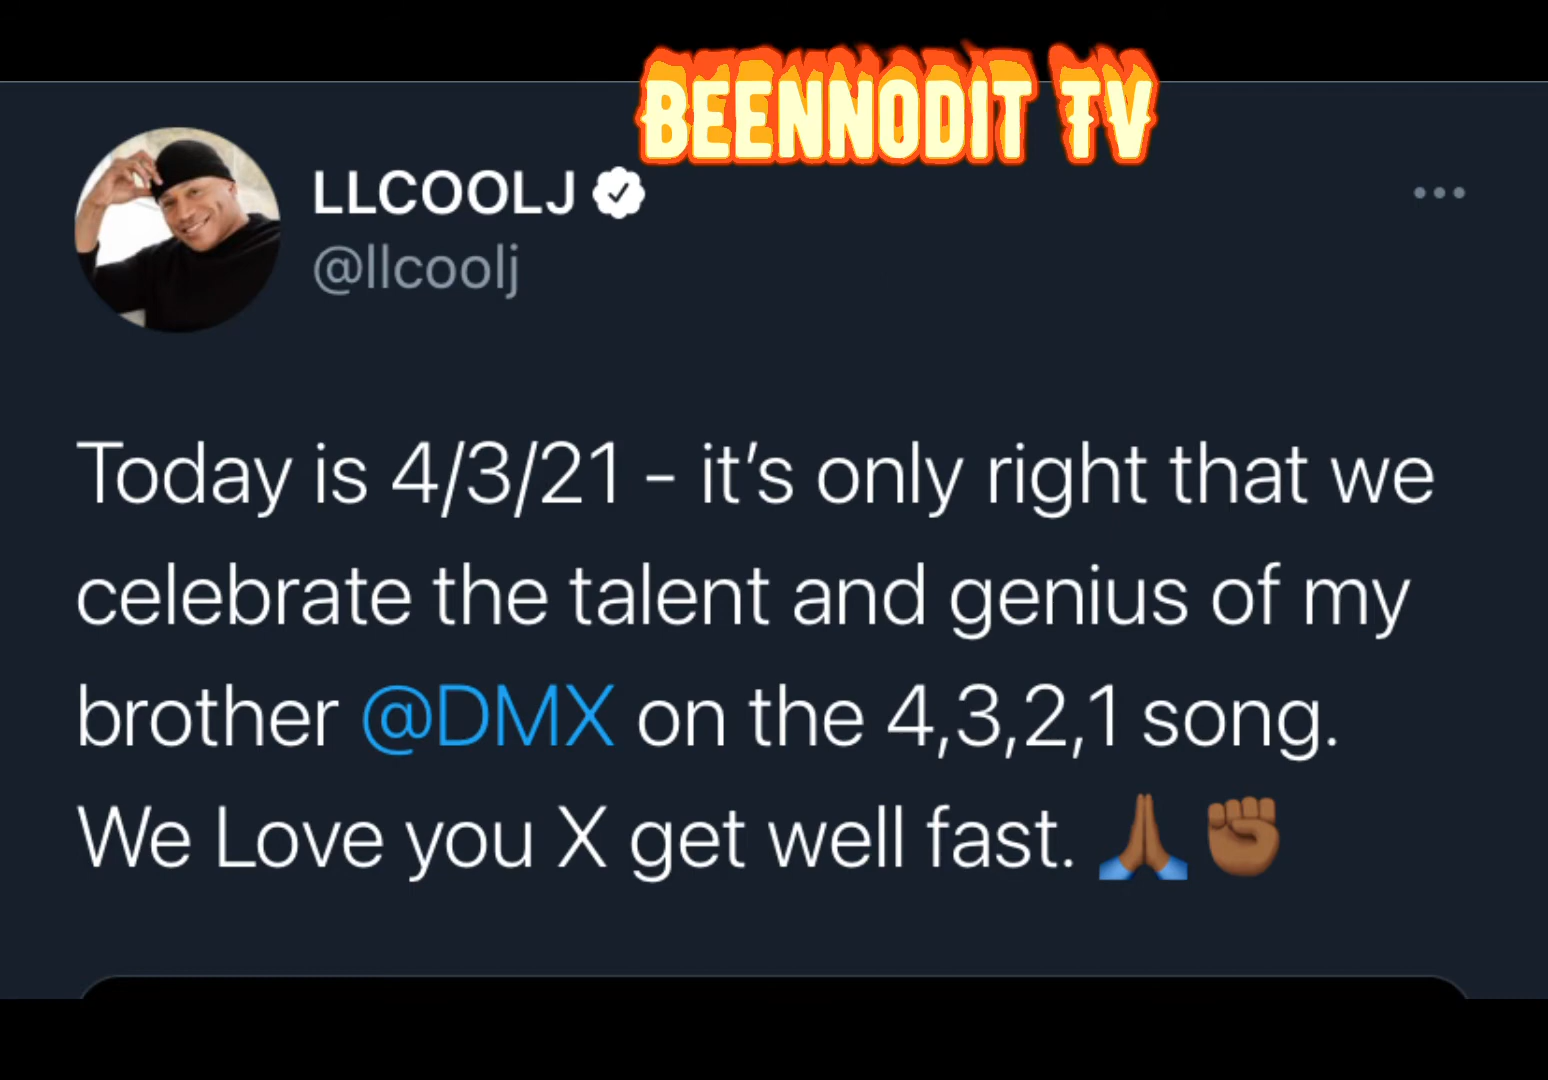 BEENNODIT TV
LLCOOLJ
@llcoolj
Today is 4/3/21 - it's only right that we
celebrate the talent and genius of my
brother @DMX on the 4,3,2,1 song.
We Love you X get well fast. 🙏🏾✊🏾